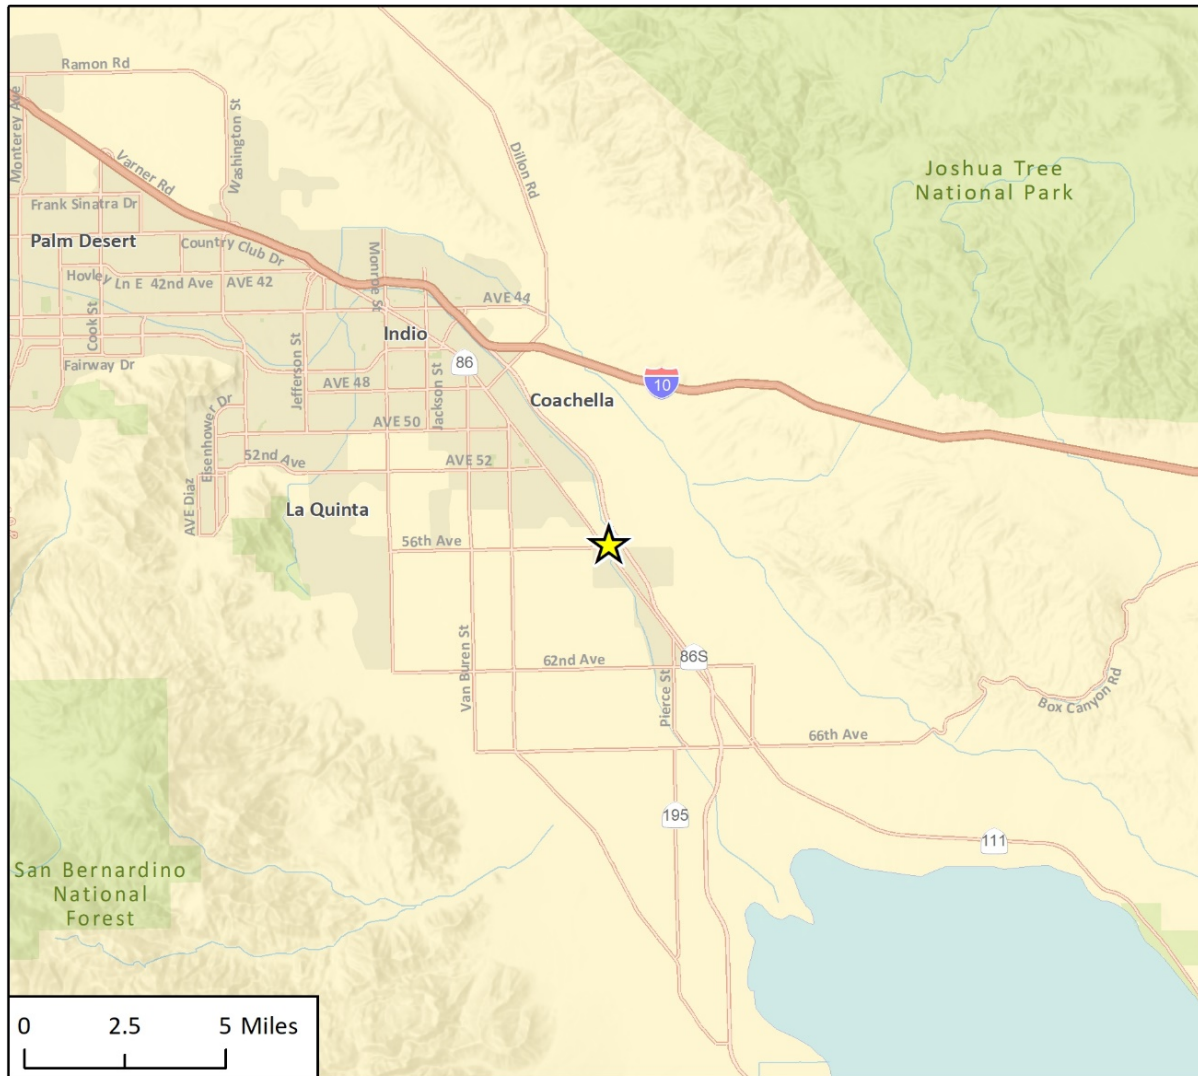 Ramon Rd
Monterey Ave
Washington St
Varner Rd
Dillon Rd
Joshua Tree
National Park
Frank Sinatra Dr
Palm Desert
Country Club Dr
Monroe St
Hovley Ln E 42nd Ave
AVE 42
AVE 44
Cook St
Indio
Jefferson St
86
Fairway Dr
AVE 48
Jackson St
10
Coachella
Eisenhower Dr
AVE 50
52nd Ave
AVE 52
AVE Diaz
La Quinta
56th Ave
Van Buren St
62nd Ave
86S
Pierce St
Box Canyon Rd
66th Ave
195
111
San Bernardino
National
Forest
0 2.5 5 Miles